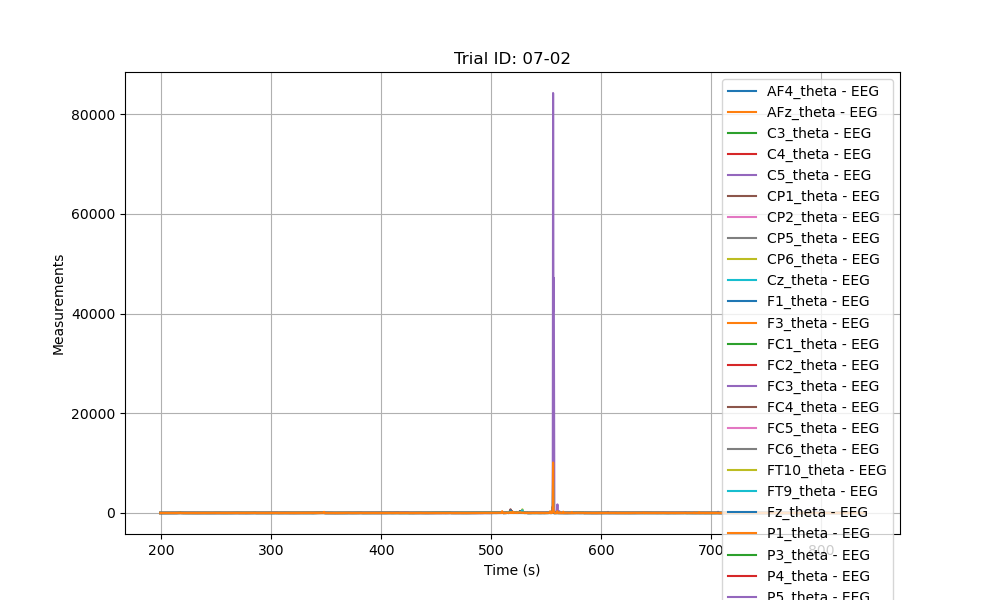 Trial ID: 07-02
Measurements
80000
60000
40000
20000
0
200 300 400 500 600 700 800
Time (s)
AF4_theta - EEG
AFz_theta - EEG
C3_theta - EEG
C4_theta - EEG
C5_theta - EEG
CP1_theta - EEG
CP2_theta - EEG
CP5_theta - EEG
CP6_theta - EEG
Cz_theta - EEG
F1_theta - EEG
F3_theta - EEG
FC1_theta - EEG
FC2_theta - EEG
FC3_theta - EEG
FC4_theta - EEG
FC5_theta - EEG
FC6_theta - EEG
FT10_theta - EEG
FT9_theta - EEG
Fz_theta - EEG
P1_theta - EEG
P3_theta - EEG
P4_theta - EEG
P5_theta - EEG